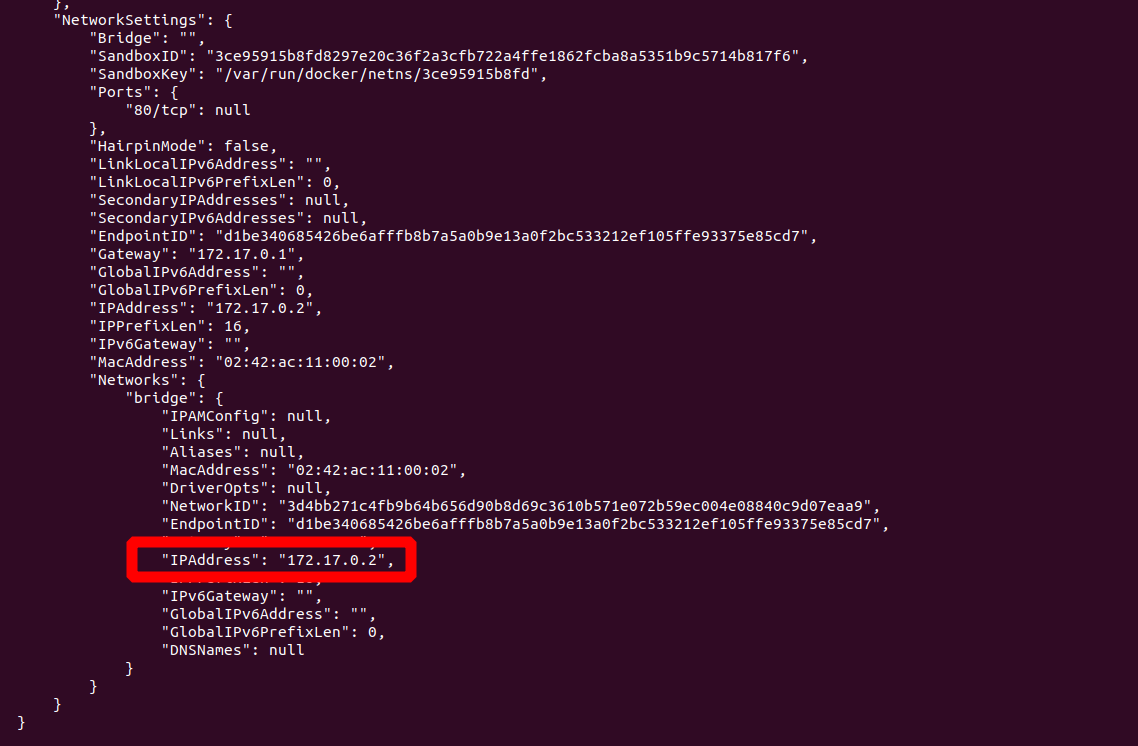 },
"NetworkSettings": {
"Bridge": "",
"SandboxID": "3ce95915b8fd8297e20c36f2a3cfb722a4ffe1862fcba8a5351b9c5714b817f6",
"SandboxKey": "/var/run/docker/netns/3ce95915b8fd",
"Ports": {
"80/tcp": null
},
"HairpinMode": false,
"LinkLocalIPv6Address": "",
"LinkLocalIPv6PrefixLen": 0,
"SecondaryIPAddresses": null,
"SecondaryIPv6Addresses": null,
"EndpointID": "d1be340685426be6afffb8b7a5a0b9e13a0f2bc533212ef105ffe93375e85cd7",
"Gateway": "172.17.0.1",
"GlobalIPv6Address": "",
"GlobalIPv6PrefixLen": 0,
"IPAddress": "172.17.0.2",
"IPPrefixLen": 16,
"IPv6Gateway": "",
"MacAddress": "02:42:ac:11:00:02",
"Networks": {
"bridge": {
"IPAMConfig": null,
"Links": null,
"Aliases": null,
"MacAddress": "02:42:ac:11:00:02",
"DriverOpts": null,
"NetworkID": "3d4bb271c4fb9b64b656d90b8d69c3610b571e072b59ec004e08840c9d07eaa9",
"EndpointID": "d1be340685426be6afffb8b7a5a0b9e13a0f2bc533212ef105ffe93375e85cd7",
"IPAddress": "172.17.0.2",
"IPv6Gateway": "",
"GlobalIPv6Address": "",
"GlobalIPv6PrefixLen": 0,
"DNSNames": null
}
}
}
}